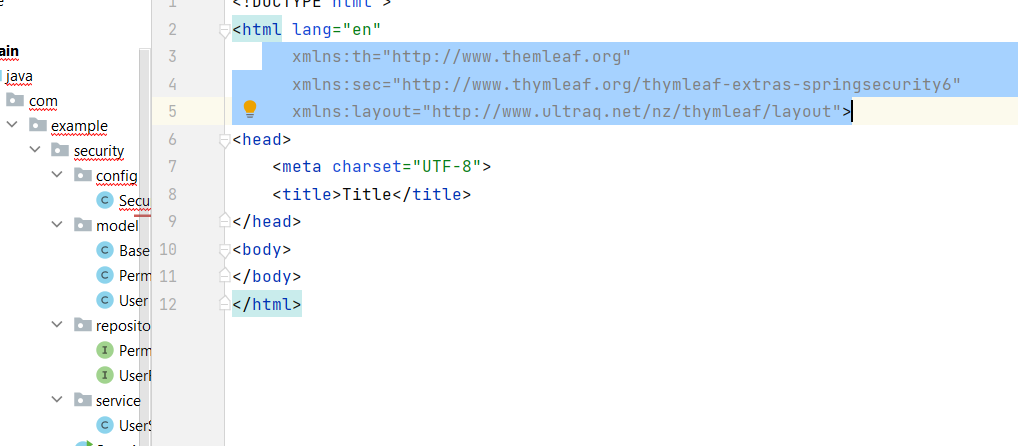 ain
java
com
example
security
config
Secu
model
Base
Perm
User
reposito
Perm
UserI
service
UserS
1 <!DOCTYPE html >
2 <html lang="en"
3 xmlns:th="http://www.themleaf.org"
4 xmlns:sec="http://www.thymleaf.org/thymleaf-extras-springsecurity6"
5 xmlns:layout="http://www.ultraq.net/nz/thymleaf/layout">
6 <head>
7 <meta charset="UTF-8">
8 <title>Title</title>
9 </head>
10 <body>
11 </body>
12 </html>